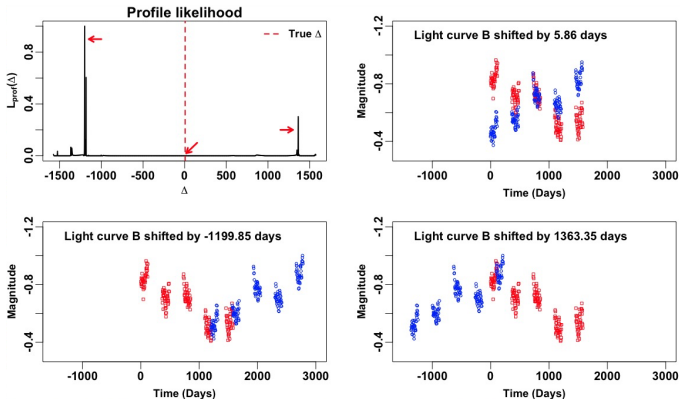 Profile likelihood
True Δ
L_prof(Δ)
0.0 0.4 0.8
-1500 -1000 -500 0 500 1000 1500
Δ
Light curve B shifted by 5.86 days
Magnitude
-1.2 -0.8 -0.4
-1000 0 1000 2000 3000
Time (Days)
Light curve B shifted by -1199.85 days
Magnitude
-1.2 -0.8 -0.4
-1000 0 1000 2000 3000
Time (Days)
Light curve B shifted by 1363.35 days
Magnitude
-1.2 -0.8 -0.4
-1000 0 1000 2000 3000
Time (Days)